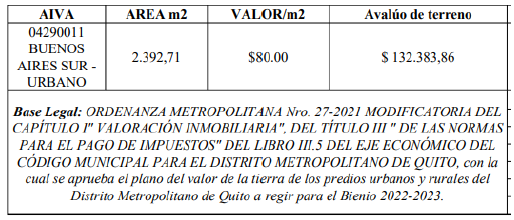 AIVA AREA m2 VALOR/m2 Avalúo de terreno
04290011
BUENOS
AIRES SUR -
URBANO
2.392,71 $80.00 $ 132.383,86
Base Legal: ORDENANZA METROPOLITANA Nro. 27-2021 MODIFICATORIA DEL
CAPÍTULO I" VALORACIÓN INMOBILIARIA", DEL TÍTULO III " DE LAS NORMAS
PARA EL PAGO DE IMPUESTOS" DEL LIBRO III.5 DEL EJE ECONÓMICO DEL
CÓDIGO MUNICIPAL PARA EL DISTRITO METROPOLITANO DE QUITO, con la
cual se aprueba el plano del valor de la tierra de los predios urbanos y rurales del
Distrito Metropolitano de Quito a regir para el Bienio 2022-2023.